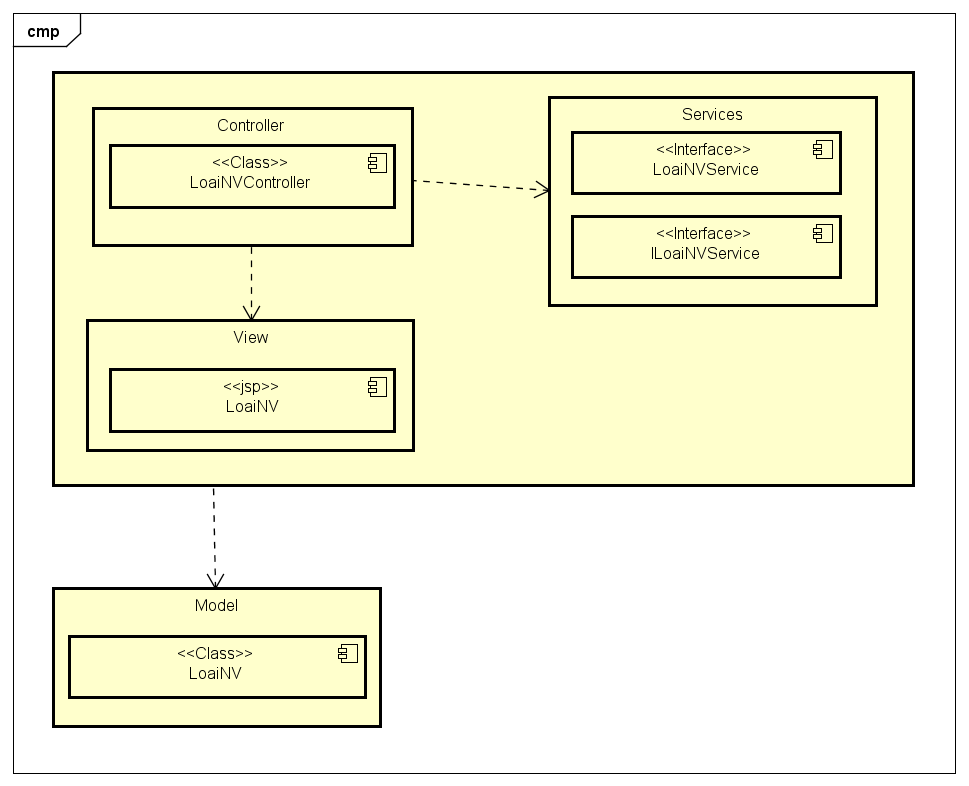 cmp
Controller
<<Class>>
LoaiNVController
Services
<<Interface>>
LoaiNVService
<<Interface>>
ILoaiNVService
View
<<jsp>>
LoaiNV
Model
<<Class>>
LoaiNV